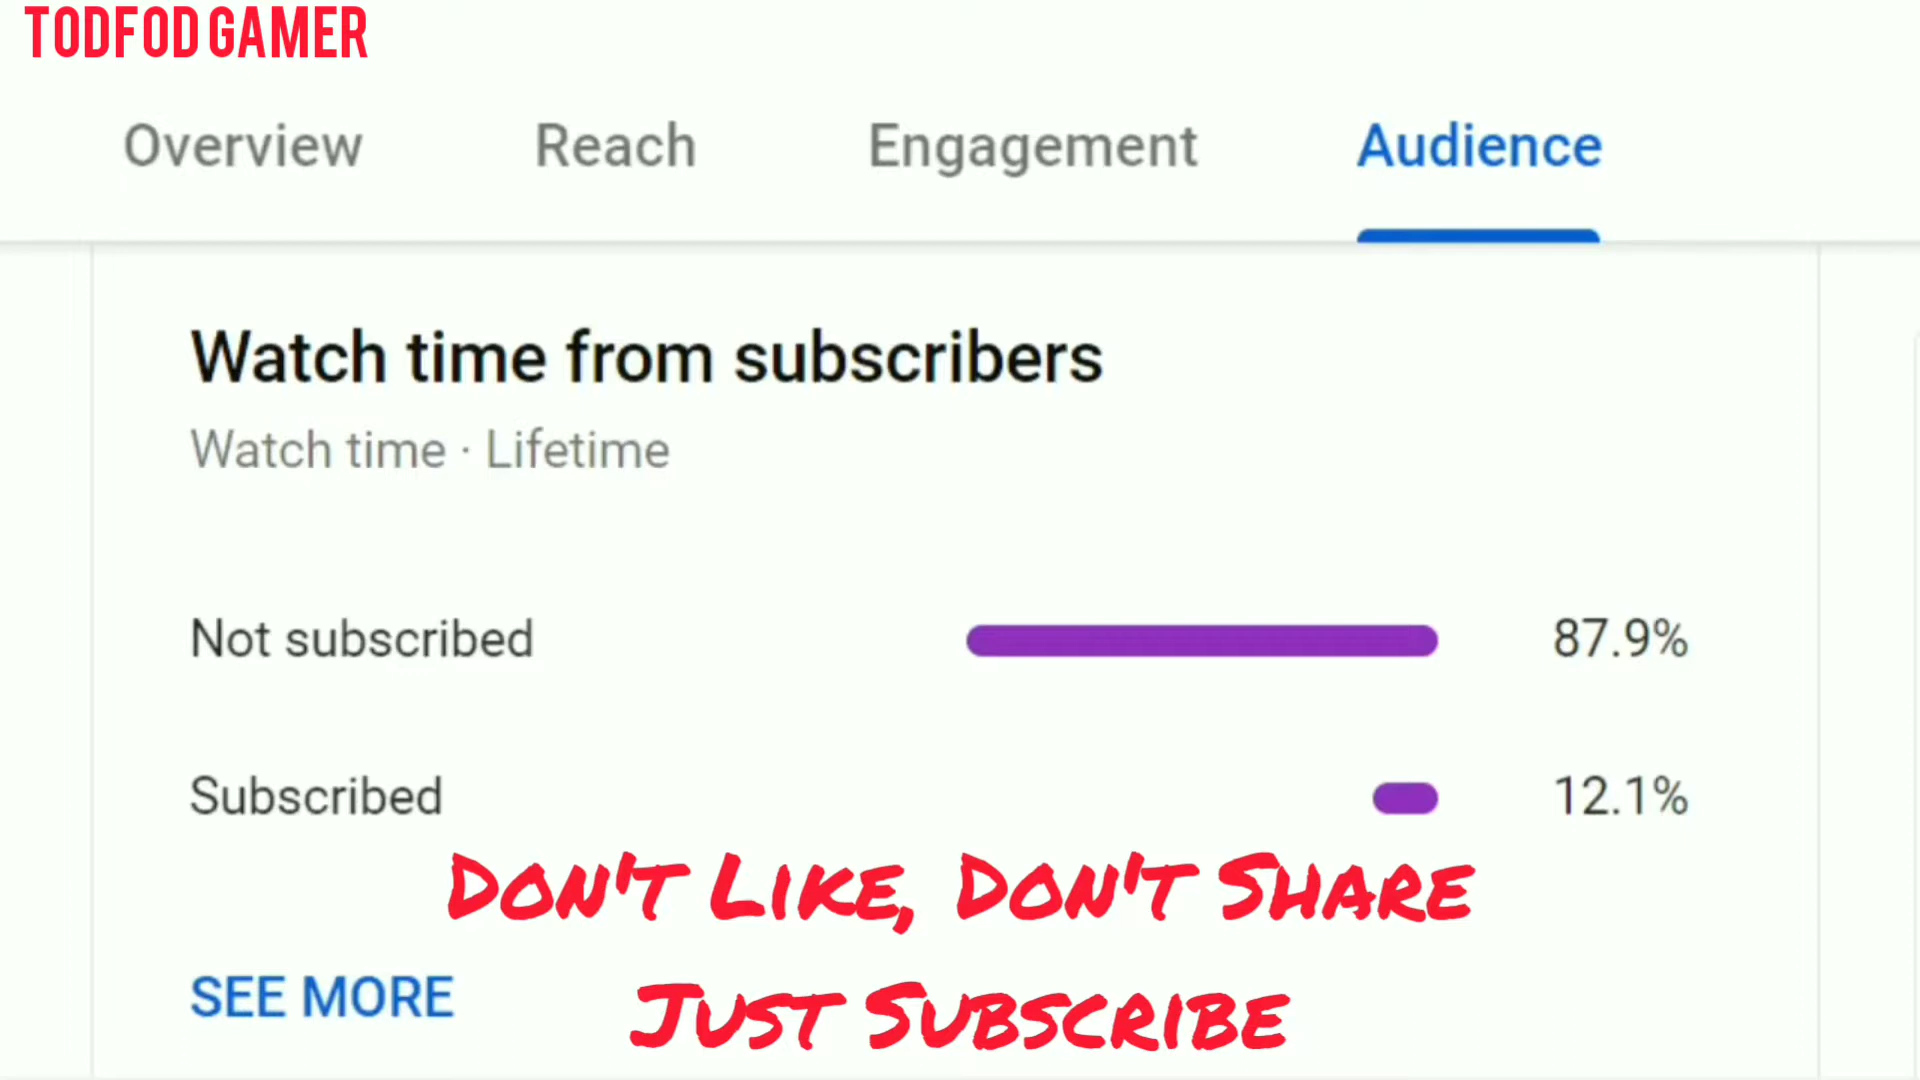 TODFOD GAMER
Overview Reach Engagement Audience
Watch time from subscribers
Watch time · Lifetime
Not subscribed 87.9%
Subscribed 12.1%
DON'T LIKE, DON'T SHARE
SEE MORE
JUST SUBSCRIBE